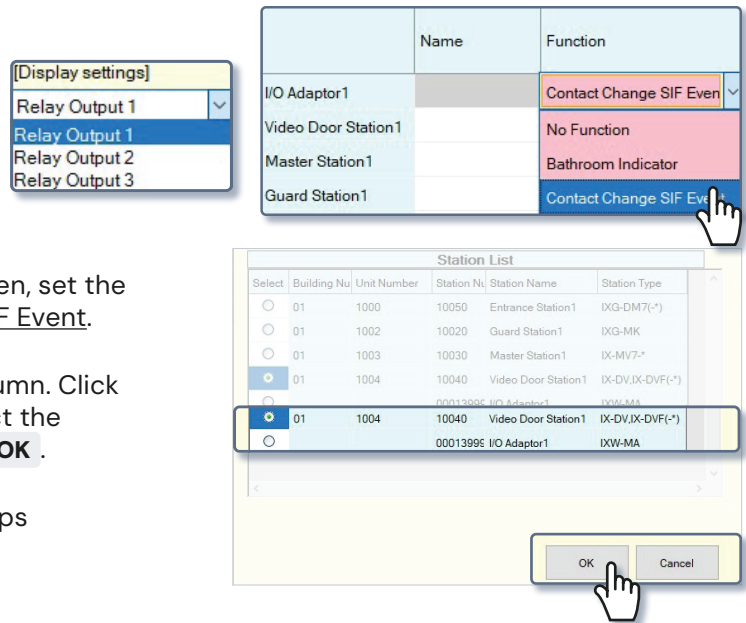 [Display settings]
Relay Output 1
Relay Output 1
Relay Output 2
Relay Output 3
Name Function
I/O Adaptor1 Contact Change SIF Even
Video Door Station1 No Function
Master Station1 Bathroom Indicator
Guard Station1 Contact Change SIF
en, set the
F Event.
umn. Click
ct the
OK .
ps
Station List
Select Building Nu Unit Number Station Nu Station Name Station Type
01 1000 10050 Entrance Station1 IXG-DM7(-*)
01 1002 10020 Guard Station1 IXG-MK
01 1003 10030 Master Station1 IX-MV7-*
01 1004 10040 Video Door Station1 IX-DV,IX-DVF(-*)
00013999 I/O Adaptor1 IXW-MA
01 1004 10040 Video Door Station1 IX-DV,IX-DVF(-*)
00013999 I/O Adaptor1 IXW-MA
OK Cancel